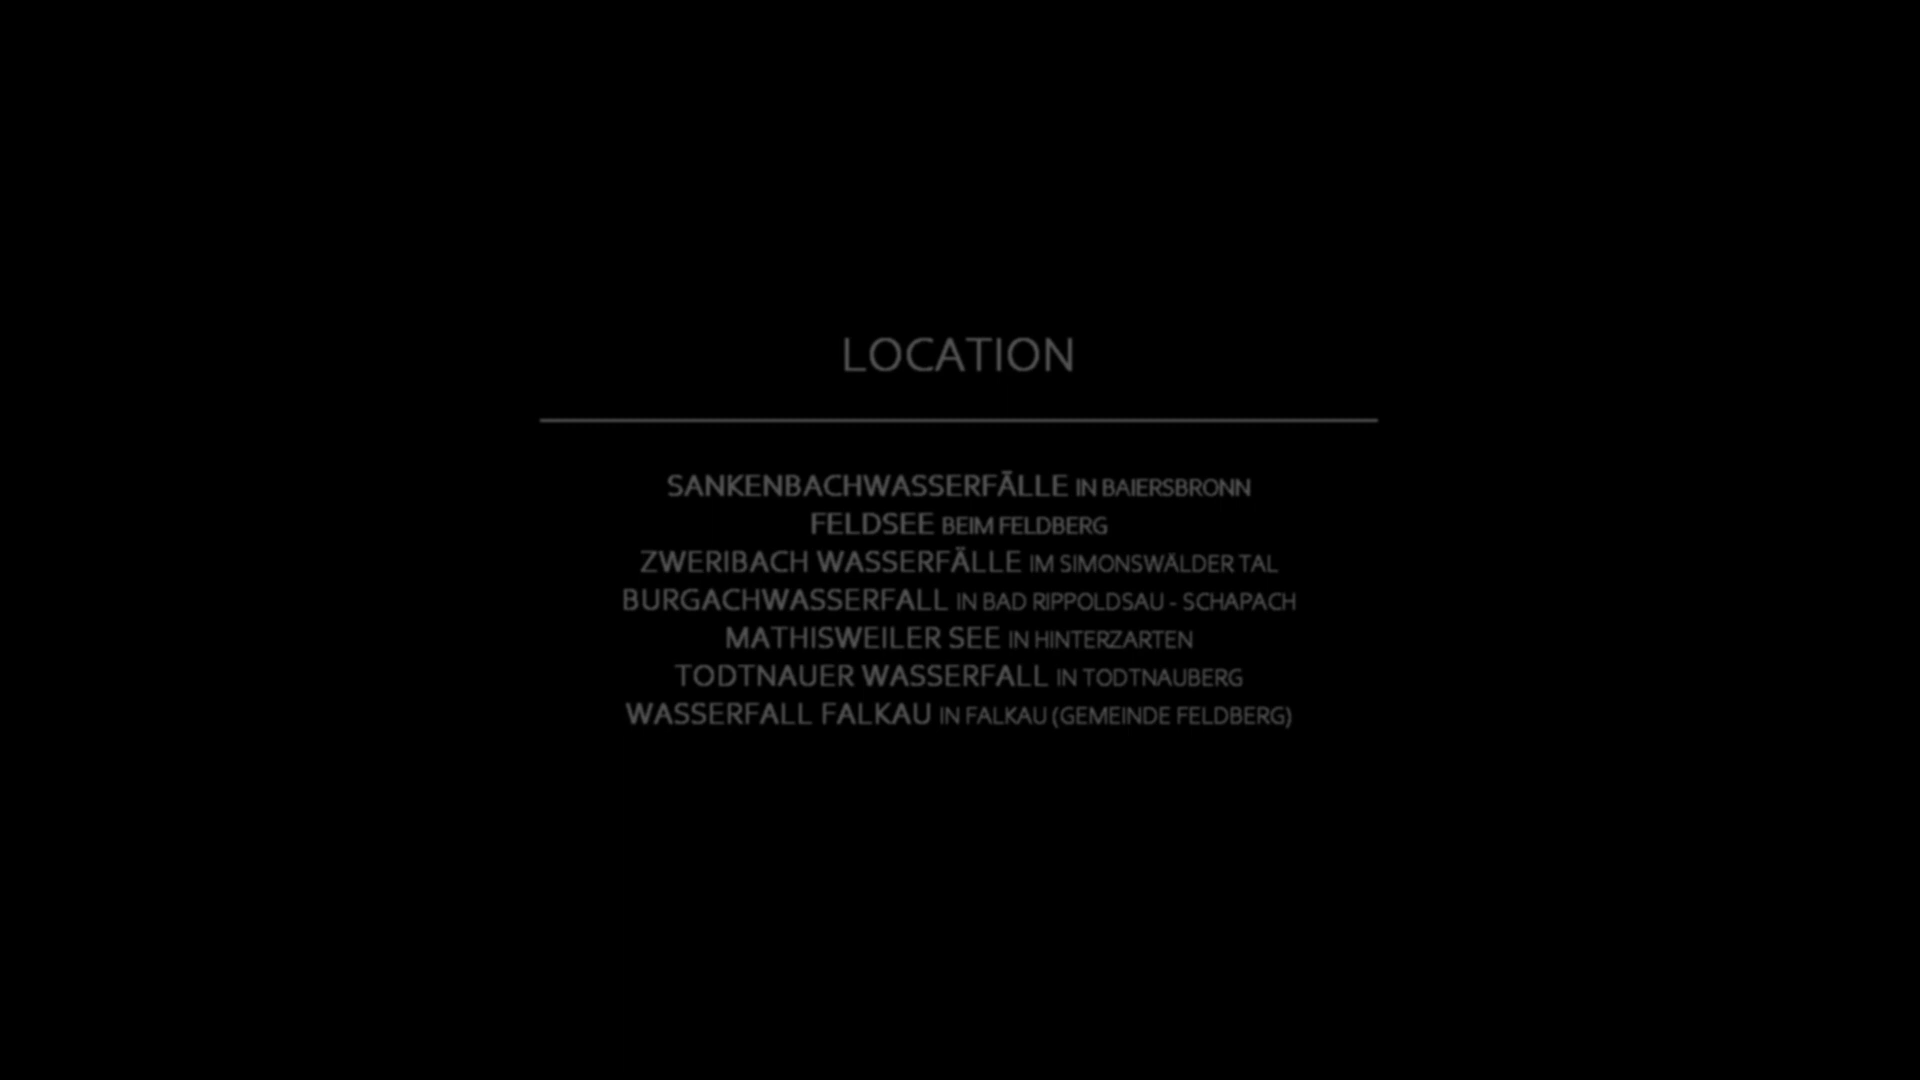 LOCATION
SANKENBACHWASSERFÄLLE IN BAIERSBRONN
FELDSEE BEIM FELDBERG
ZWERIBACH WASSERFÄLLE IM SIMONSWÄLDER TAL
BURGACHWASSERFALL IN BAD RIPPOLDSAU - SCHAPACH
MATHISWEILER SEE IN HINTERZARTEN
TODTNAUER WASSERFALL IN TODTNAUBERG
WASSERFALL FALKAU IN FALKAU (GEMEINDE FELDBERG)